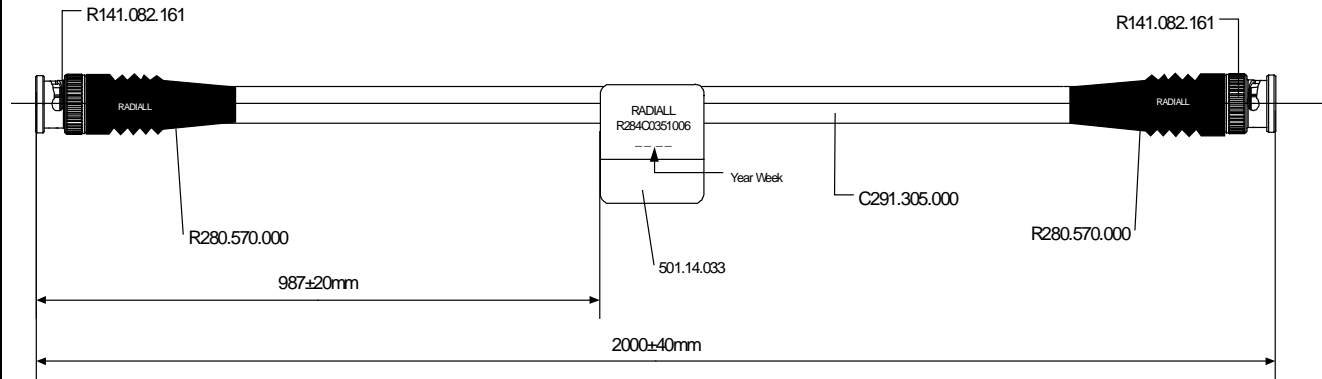 R141.082.161
R141.082.161
RADIALL
RADIALL
RADIALL
R284C0351006
Year Week
C291.305.000
R280.570.000
R280.570.000
501.14.033
987±20mm
2000±40mm